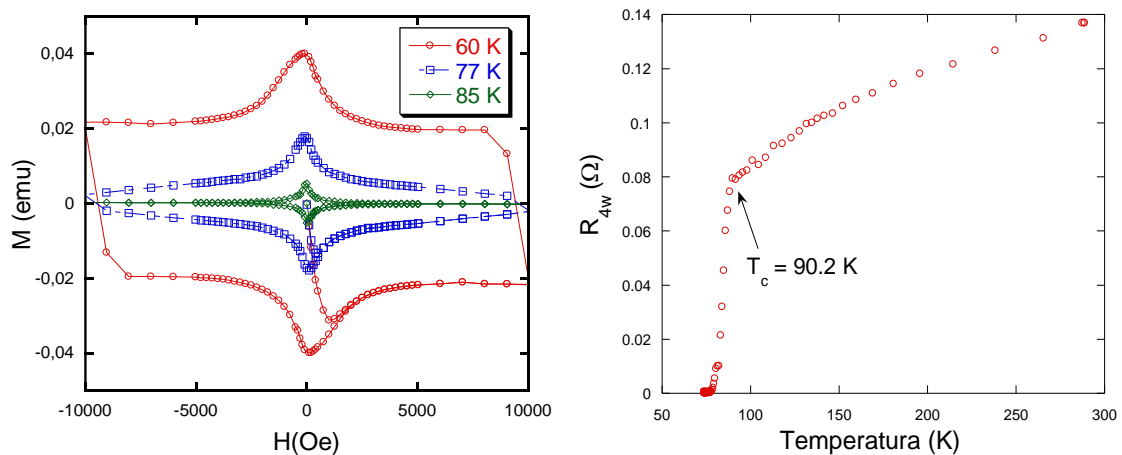 0,04
0,02
0
-0,02
-0,04
M (emu)
60 K
77 K
85 K
-10000 -5000 0 5000 10000
H(Oe)
0.14
0.12
0.1
0.08
0.06
0.04
0.02
0
R4w (Ω)
Tc = 90.2 K
50 100 150 200 250 300
Temperatura (K)